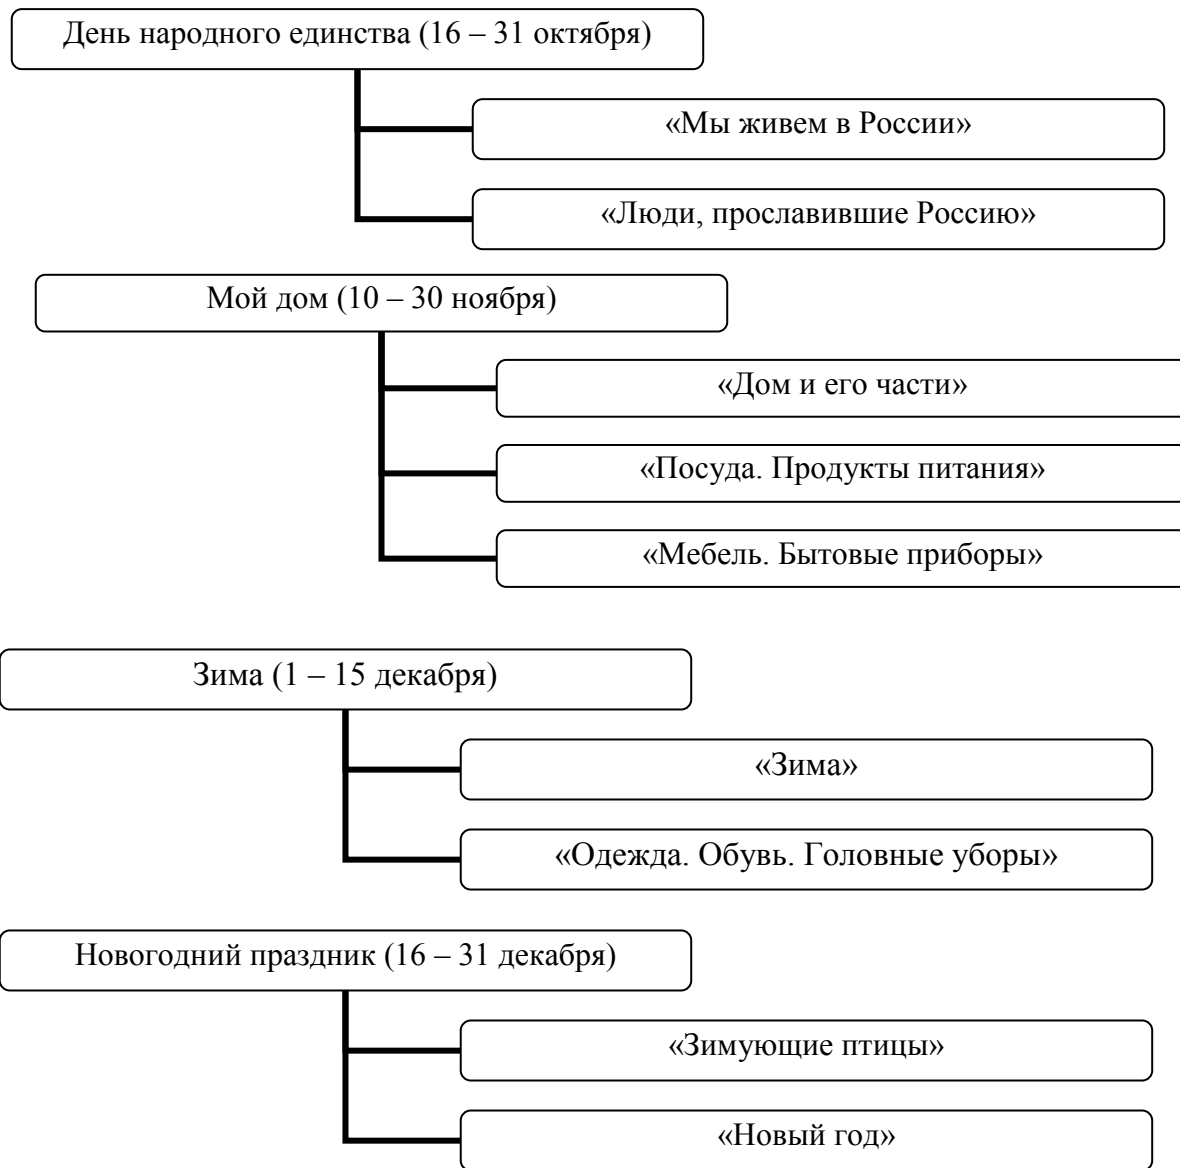 День народного единства (16 – 31 октября)
«Мы живем в России»
«Люди, прославившие Россию»
Мой дом (10 – 30 ноября)
«Дом и его части»
«Посуда. Продукты питания»
«Мебель. Бытовые приборы»
Зима (1 – 15 декабря)
«Зима»
«Одежда. Обувь. Головные уборы»
Новогодний праздник (16 – 31 декабря)
«Зимующие птицы»
«Новый год»